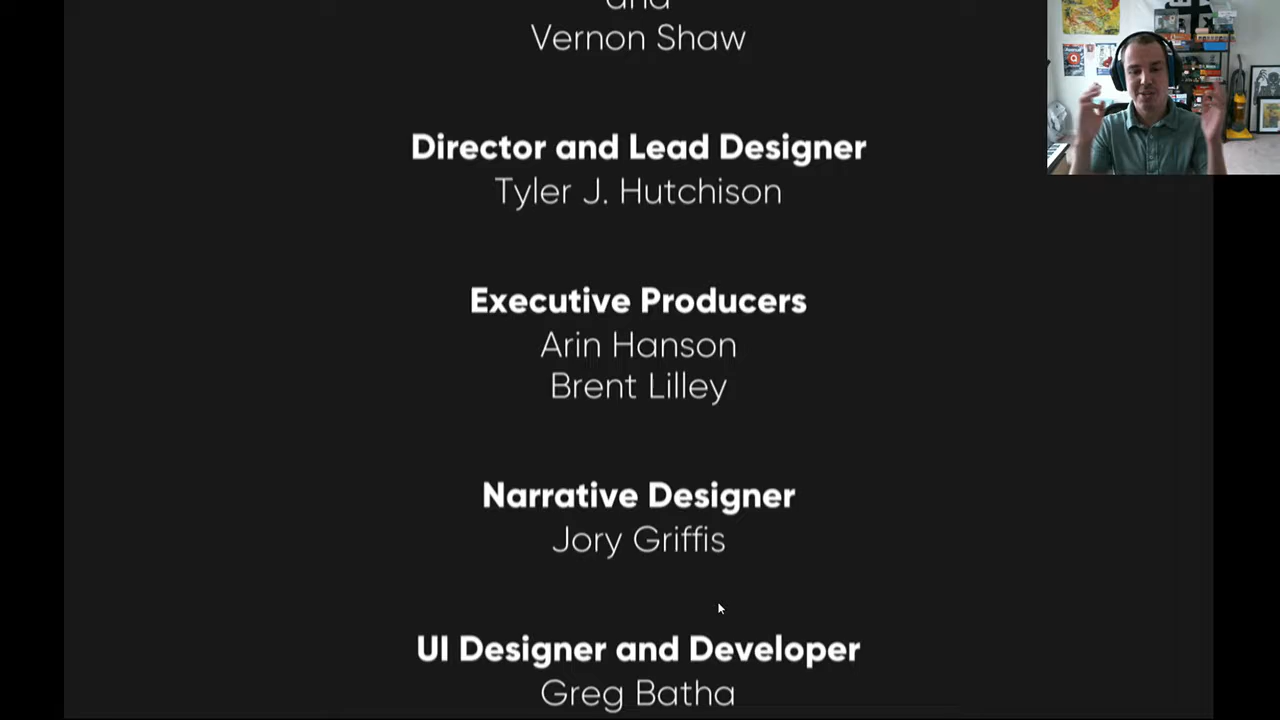 and
Vernon Shaw
Director and Lead Designer
Tyler J. Hutchison
Executive Producers
Arin Hanson
Brent Lilley
Narrative Designer
Jory Griffis
UI Designer and Developer
Greg Batha